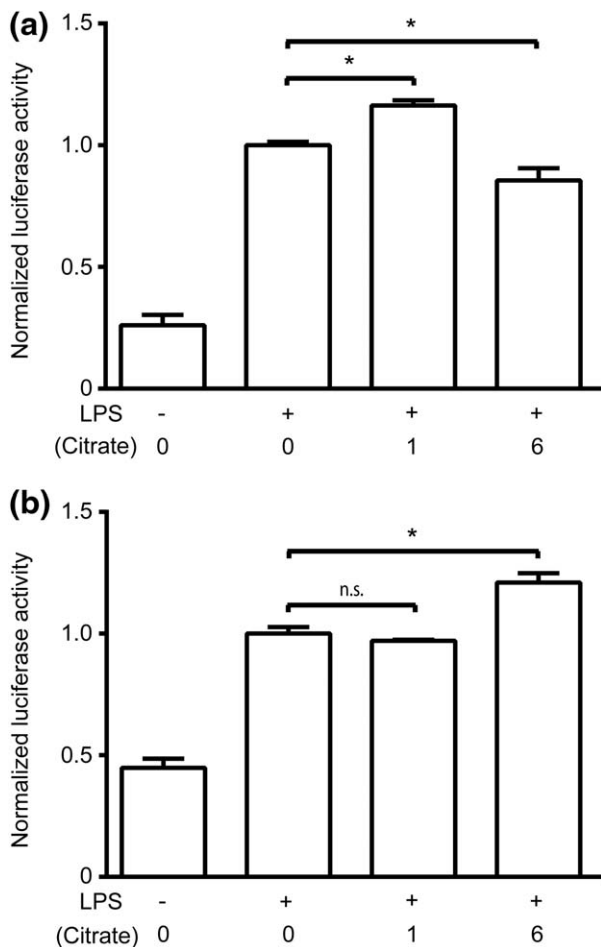 (a)
Normalized luciferase activity
1.5
1.0
0.5
0
*
*
LPS - + + +
(Citrate) 0 0 1 6
(b)
Normalized luciferase activity
1.5
1.0
0.5
0
*
n.s.
LPS - + + +
(Citrate) 0 0 1 6